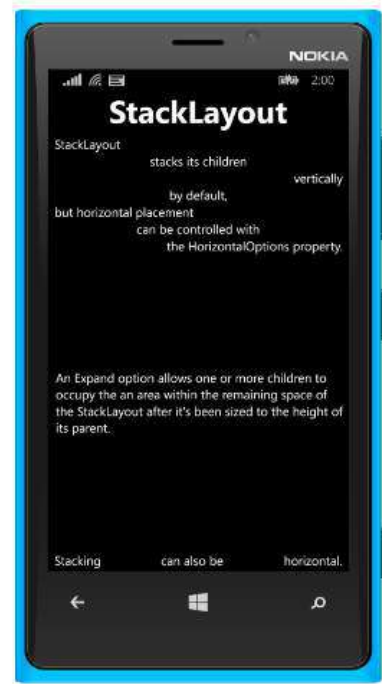 NOKIA
2:00
StackLayout
StackLayout
stacks its children
vertically
by default,
but horizontal placement
can be controlled with
the HorizontalOptions property.
An Expand option allows one or more children to
occupy the an area within the remaining space of
the StackLayout after it's been sized to the height of
its parent.
Stacking can also be horizontal.